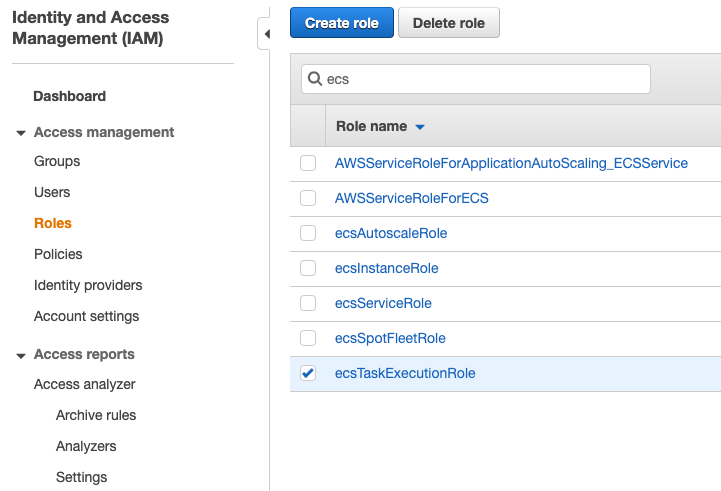 Identity and Access
Management (IAM)
Dashboard
Access management
Groups
Users
Roles
Policies
Identity providers
Account settings
Access reports
Access analyzer
Archive rules
Analyzers
Settings
Create role
Delete role
ecs
Role name
AWSServiceRoleForApplicationAutoScaling_ECSService
AWSServiceRoleForECS
ecsAutoscaleRole
ecsInstanceRole
ecsServiceRole
ecsSpotFleetRole
ecsTaskExecutionRole